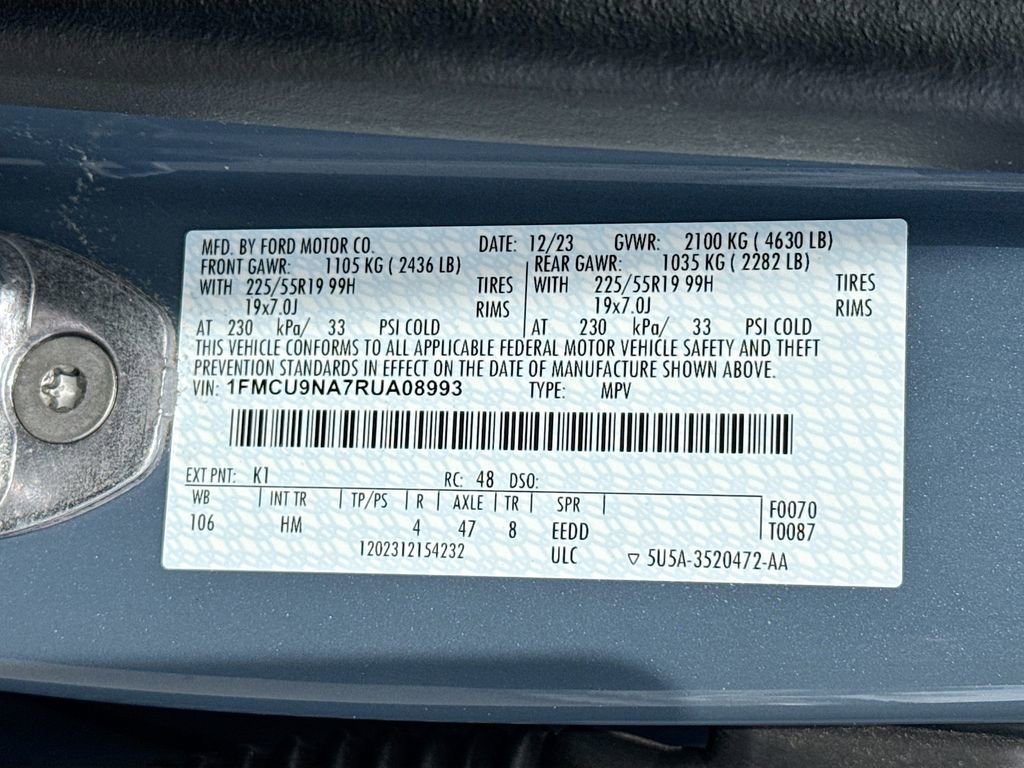 MFD. BY FORD MOTOR CO. DATE: 12/23 GVWR: 2100 KG ( 4630 LB)
FRONT GAWR: 1105 KG ( 2436 LB) REAR GAWR: 1035 KG ( 2282 LB)
WITH 225/55R19 99H TIRES WITH 225/55R19 99H TIRES
19x7.0J RIMS 19x7.0J RIMS
AT 230 kPa/ 33 PSI COLD AT 230 kPa/ 33 PSI COLD
THIS VEHICLE CONFORMS TO ALL APPLICABLE FEDERAL MOTOR VEHICLE SAFETY AND THEFT
PREVENTION STANDARDS IN EFFECT ON THE DATE OF MANUFACTURE SHOWN ABOVE.
VIN: 1FMCU9NA7RUA08993 TYPE: MPV
EXT PNT: K1 RC: 48 DSO:
WB INT TR TP/PS R AXLE TR SPR F0070
106 HM 4 47 8 EEDD T0087
1202312154232 ULC ▽ 5U5A-3520472-AA